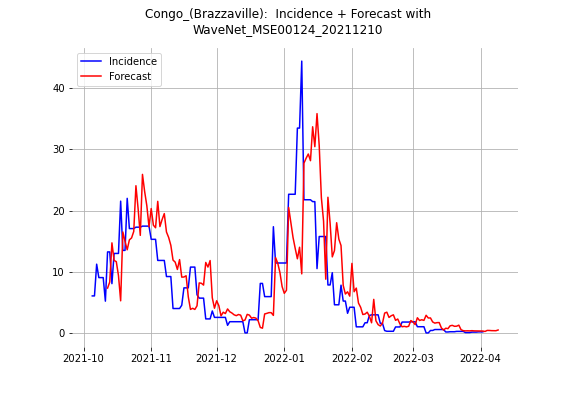 Congo_(Brazzaville):  Incidence + Forecast with
WaveNet_MSE00124_20211210
Incidence
Forecast
40
30
20
10
0
2021-10 2021-11 2021-12 2022-01 2022-02 2022-03 2022-04